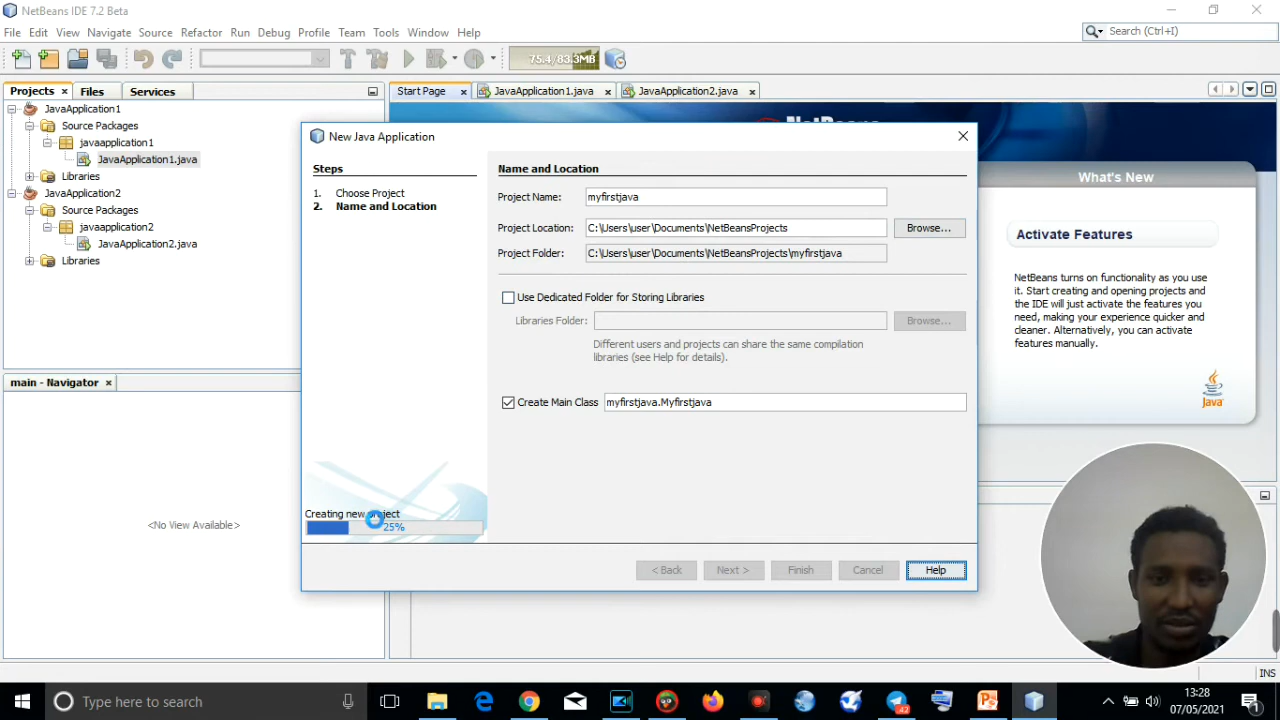 NetBeans IDE 7.2 Beta
File Edit View Navigate Source Refactor Run Debug Profile Team Tools Window Help
Search (Ctrl+I)
75.4/83.3MB
Projects Files Services
Start Page JavaApplication1.java JavaApplication2.java
JavaApplication1
Source Packages
javaapplication1
JavaApplication1.java
Libraries
JavaApplication2
Source Packages
javaapplication2
JavaApplication2.java
Libraries
main - Navigator
<No View Available>
New Java Application
Steps
1. Choose Project
2. Name and Location
Name and Location
Project Name: myfirstjava
Project Location: C:\Users\user\Documents\NetBeansProjects Browse...
Project Folder: C:\Users\user\Documents\NetBeansProjects\myfirstjava
Use Dedicated Folder for Storing Libraries
Libraries Folder: Browse...
Different users and projects can share the same compilation
libraries (see Help for details).
Create Main Class myfirstjava.Myfirstjava
Creating new project
25%
< Back Next > Finish Cancel Help
What's New
Activate Features
NetBeans turns on functionality as you use
it. Start creating and opening projects and
the IDE will just activate the features you
need, making your experience quicker and
cleaner. Alternatively, you can activate
features manually.
Java
INS
Type here to search
42
13:28
07/05/2021
1